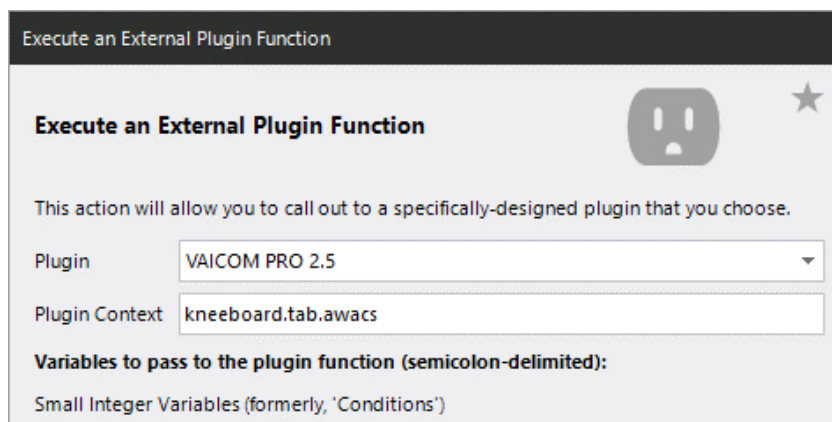 Execute an External Plugin Function
Execute an External Plugin Function
This action will allow you to call out to a specifically-designed plugin that you choose.
Plugin VAICOM PRO 2.5
Plugin Context kneeboard.tab.awacs
Variables to pass to the plugin function (semicolon-delimited):
Small Integer Variables (formerly, 'Conditions')